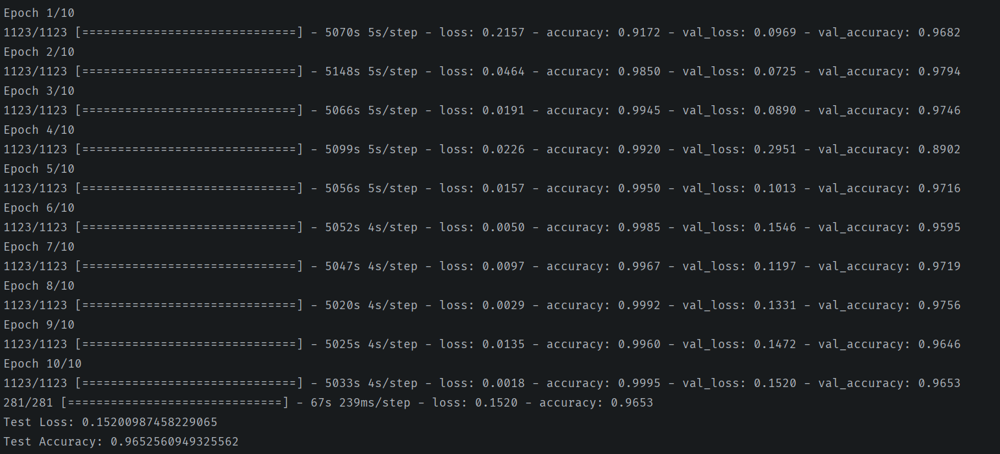 Epoch 1/10
1123/1123 [==============================] - 5070s 5s/step - loss: 0.2157 - accuracy: 0.9172 - val_loss: 0.0969 - val_accuracy: 0.9682
Epoch 2/10
1123/1123 [==============================] - 5148s 5s/step - loss: 0.0464 - accuracy: 0.9850 - val_loss: 0.0725 - val_accuracy: 0.9794
Epoch 3/10
1123/1123 [==============================] - 5066s 5s/step - loss: 0.0191 - accuracy: 0.9945 - val_loss: 0.0890 - val_accuracy: 0.9746
Epoch 4/10
1123/1123 [==============================] - 5099s 5s/step - loss: 0.0226 - accuracy: 0.9920 - val_loss: 0.2951 - val_accuracy: 0.8902
Epoch 5/10
1123/1123 [==============================] - 5056s 5s/step - loss: 0.0157 - accuracy: 0.9950 - val_loss: 0.1013 - val_accuracy: 0.9716
Epoch 6/10
1123/1123 [==============================] - 5052s 4s/step - loss: 0.0050 - accuracy: 0.9985 - val_loss: 0.1546 - val_accuracy: 0.9595
Epoch 7/10
1123/1123 [==============================] - 5047s 4s/step - loss: 0.0097 - accuracy: 0.9967 - val_loss: 0.1197 - val_accuracy: 0.9719
Epoch 8/10
1123/1123 [==============================] - 5020s 4s/step - loss: 0.0029 - accuracy: 0.9992 - val_loss: 0.1331 - val_accuracy: 0.9756
Epoch 9/10
1123/1123 [==============================] - 5025s 4s/step - loss: 0.0135 - accuracy: 0.9960 - val_loss: 0.1472 - val_accuracy: 0.9646
Epoch 10/10
1123/1123 [==============================] - 5033s 4s/step - loss: 0.0018 - accuracy: 0.9995 - val_loss: 0.1520 - val_accuracy: 0.9653
281/281 [==============================] - 67s 239ms/step - loss: 0.1520 - accuracy: 0.9653
Test Loss: 0.15200987458229065
Test Accuracy: 0.9652560949325562